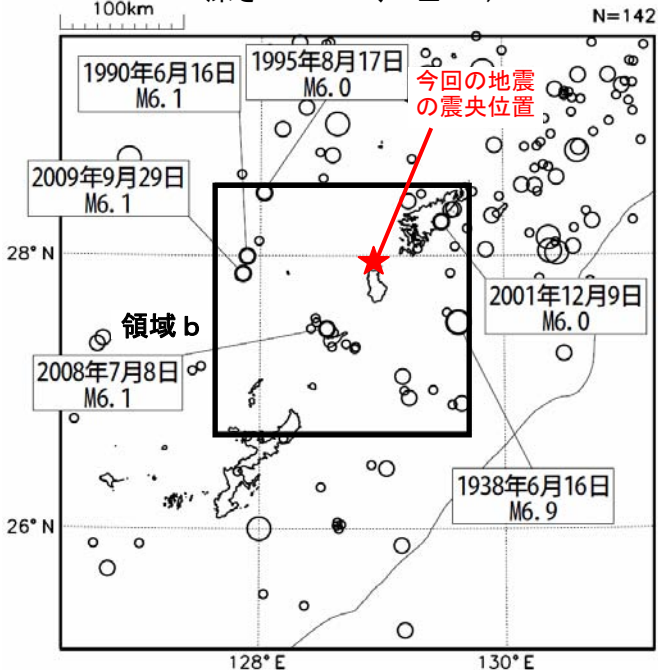 100km
N=142
1990年6月16日
M6.1
1995年8月17日
M6.0
今回の地震
の震央位置
2009年9月29日
M6.1
28°N
領域b
2001年12月9日
M6.0
2008年7月8日
M6.1
1938年6月16日
M6.9
26°N
128°E
130°E